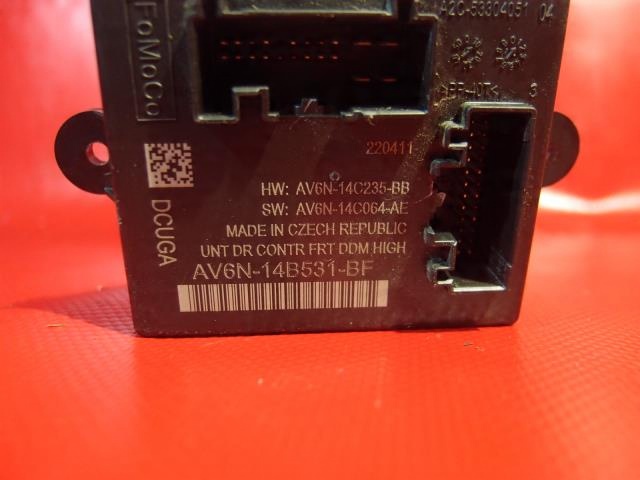 FoMoCo
A2C-53304051 04
3
220411
HW: AV6N-14C235-BB
SW: AV6N-14C064-AE
MADE IN CZECH REPUBLIC
UNT DR CONTR FRT DDM HIGH
AV6N-14B531-BF
DCUGA